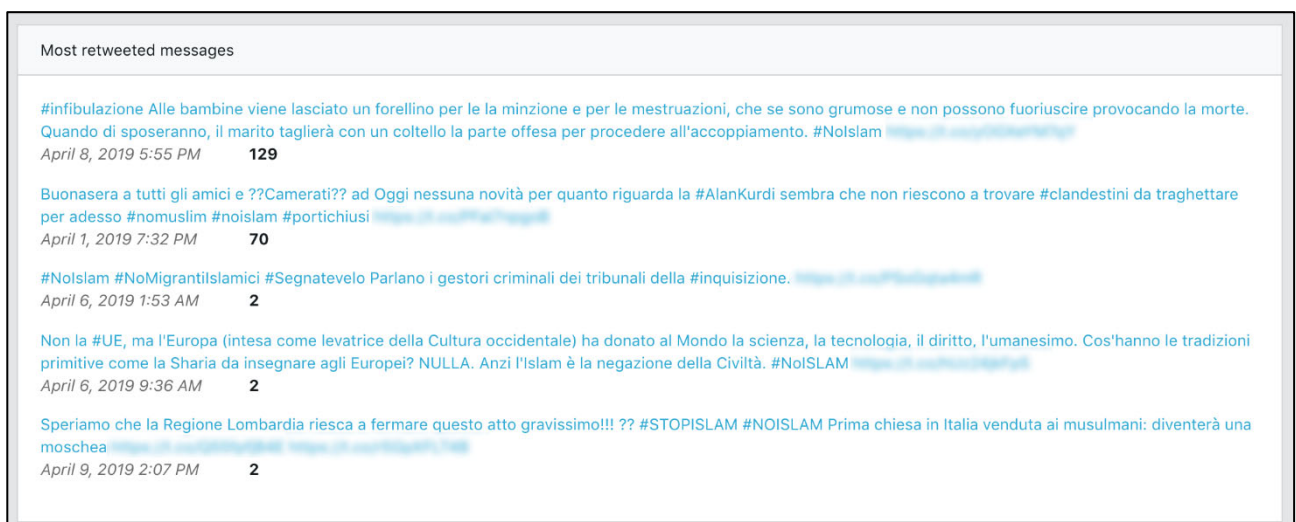 Most retweeted messages
#infibulazione Alle bambine viene lasciato un forellino per le la minzione e per le mestruazioni, che se sono grumose e non possono fuoriuscire provocando la morte.
Quando di sposeranno, il marito taglierà con un coltello la parte offesa per procedere all'accoppiamento. #NoIslam
April 8, 2019 5:55 PM 129
Buonasera a tutti gli amici e ??Camerati?? ad Oggi nessuna novità per quanto riguarda la #AlanKurdi sembra che non riescono a trovare #clandestini da traghettare
per adesso #nomuslim #noislam #portichiusi
April 1, 2019 7:32 PM 70
#NoIslam #NoMigrantiIslamici #Segnatevelo Parlano i gestori criminali dei tribunali della #inquisizione.
April 6, 2019 1:53 AM 2
Non la #UE, ma l'Europa (intesa come levatrice della Cultura occidentale) ha donato al Mondo la scienza, la tecnologia, il diritto, l'umanesimo. Cos'hanno le tradizioni
primitive come la Sharia da insegnare agli Europei? NULLA. Anzi l'Islam è la negazione della Civiltà. #NoISLAM
April 6, 2019 9:36 AM 2
Speriamo che la Regione Lombardia riesca a fermare questo atto gravissimo!!! ?? #STOPISLAM #NOISLAM Prima chiesa in Italia venduta ai musulmani: diventerà una
moschea
April 9, 2019 2:07 PM 2